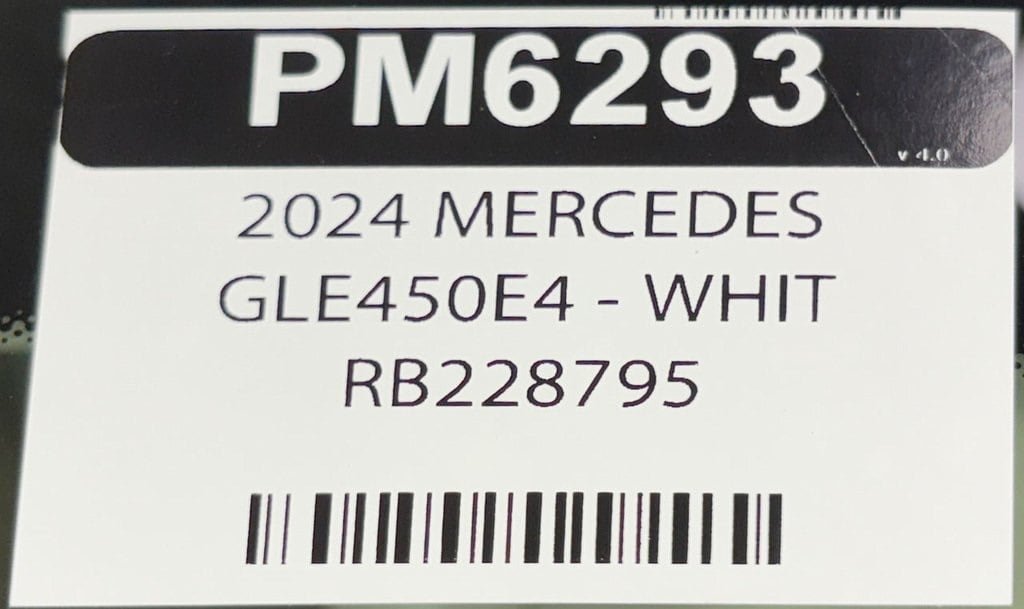 PM6293
v 4.0
2024 MERCEDES
GLE450E4 - WHIT
RB228795